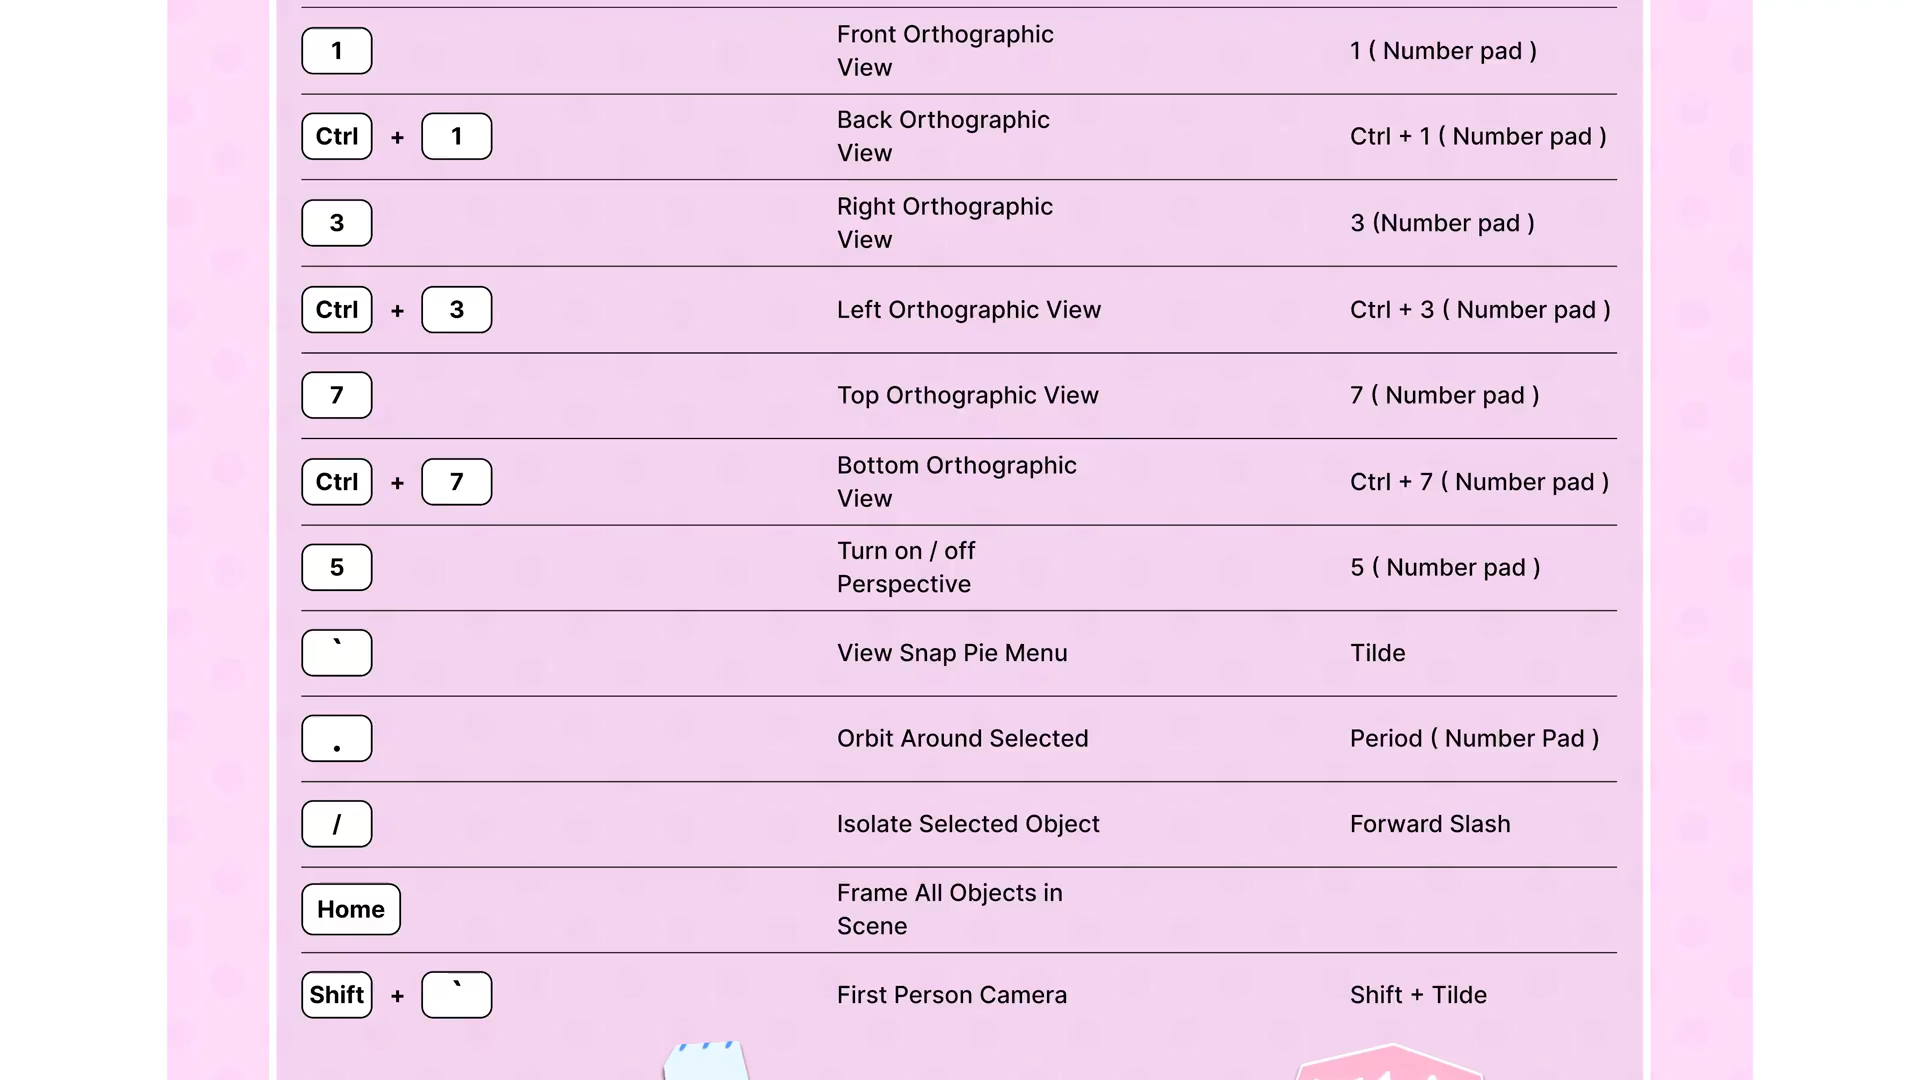 1 Front Orthographic 1 ( Number pad )
View
Ctrl + 1 Back Orthographic Ctrl + 1 ( Number pad )
View
3 Right Orthographic 3 (Number pad )
View
Ctrl + 3 Left Orthographic View Ctrl + 3 ( Number pad )
7 Top Orthographic View 7 ( Number pad )
Ctrl + 7 Bottom Orthographic Ctrl + 7 ( Number pad )
View
5 Turn on / off 5 ( Number pad )
Perspective
` View Snap Pie Menu Tilde
. Orbit Around Selected Period ( Number Pad )
/ Isolate Selected Object Forward Slash
Home Frame All Objects in
Scene
Shift + ` First Person Camera Shift + Tilde